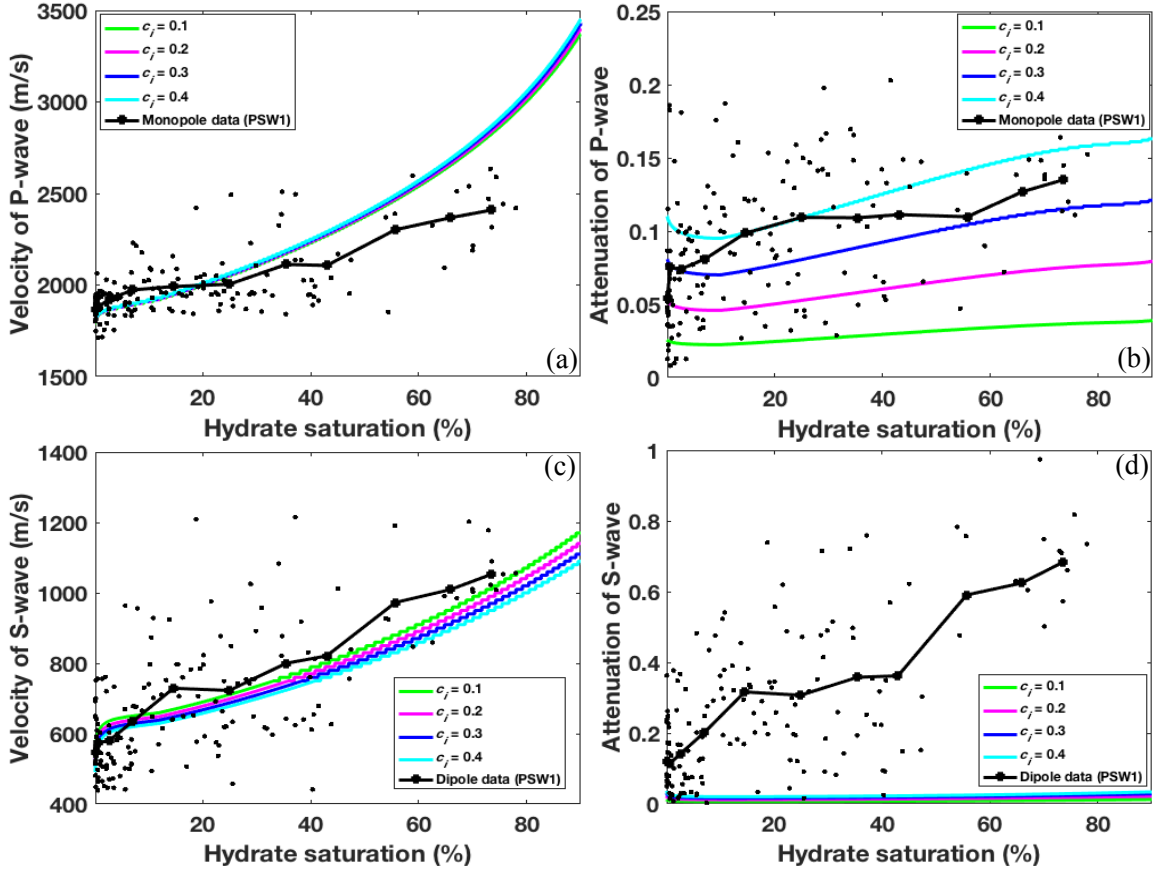 3500
3000
2500
2000
1500
20
40
60
80
Velocity of P-wave (m/s)
Hydrate saturation (%)
c_i = 0.1
c_i = 0.2
c_i = 0.3
c_i = 0.4
Monopole data (PSW1)
(a)
0.25
0.2
0.15
0.1
0.05
0
20
40
60
80
Attenuation of P-wave
Hydrate saturation (%)
c_i = 0.1
c_i = 0.2
c_i = 0.3
c_i = 0.4
Monopole data (PSW1)
(b)
1400
1200
1000
800
600
400
20
40
60
80
Velocity of S-wave (m/s)
Hydrate saturation (%)
c_i = 0.1
c_i = 0.2
c_i = 0.3
c_i = 0.4
Dipole data (PSW1)
(c)
1
0.8
0.6
0.4
0.2
0
20
40
60
80
Attenuation of S-wave
Hydrate saturation (%)
c_i = 0.1
c_i = 0.2
c_i = 0.3
c_i = 0.4
Dipole data (PSW1)
(d)